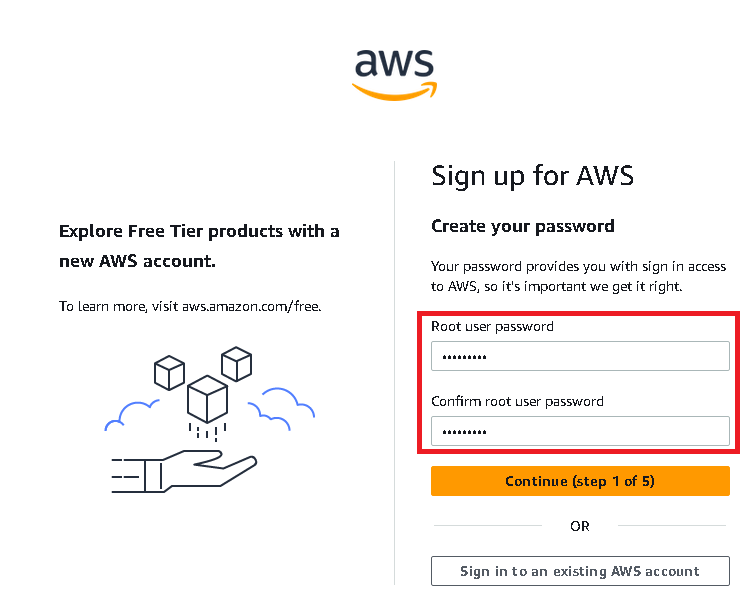 aws
Explore Free Tier products with a
new AWS account.
To learn more, visit aws.amazon.com/free.
Sign up for AWS
Create your password
Your password provides you with sign in access
to AWS, so it's important we get it right.
Root user password
•••••••••
Confirm root user password
•••••••••
Continue (step 1 of 5)
OR
Sign in to an existing AWS account